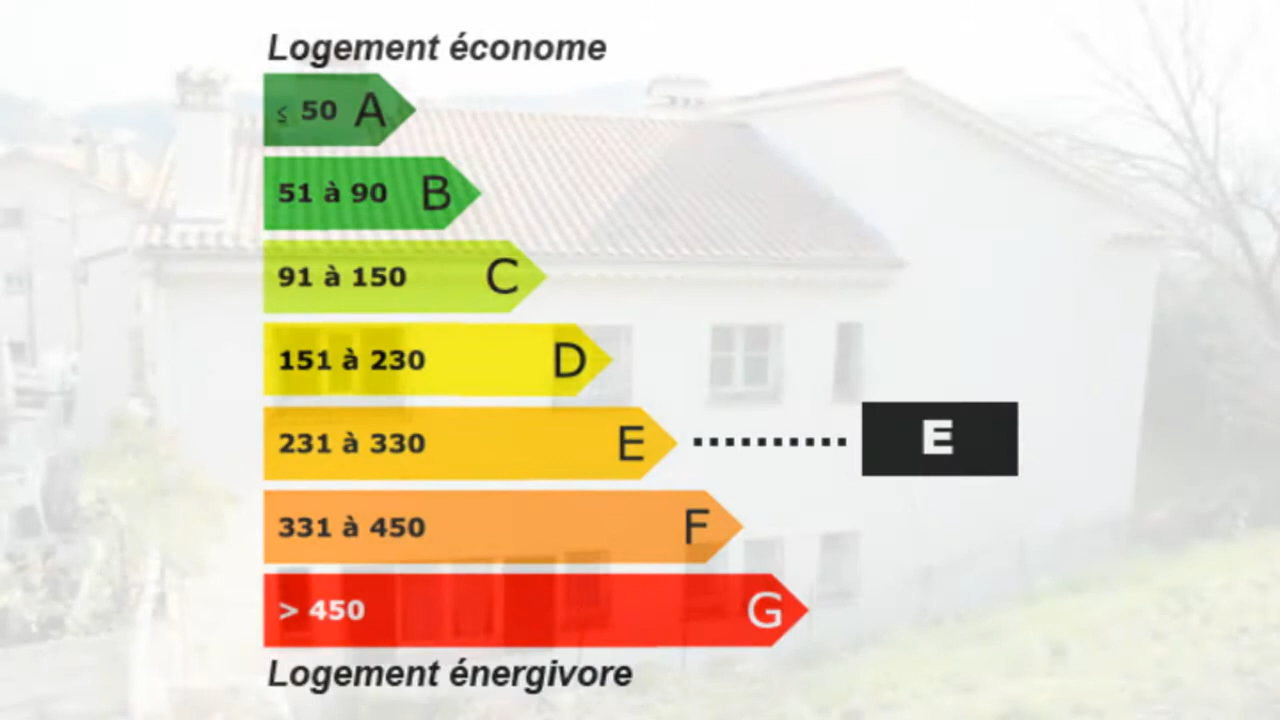 Logement économe
≤ 50 A
51 à 90 B
91 à 150 C
151 à 230 D
231 à 330 E
E
331 à 450 F
> 450 G
Logement énergivore